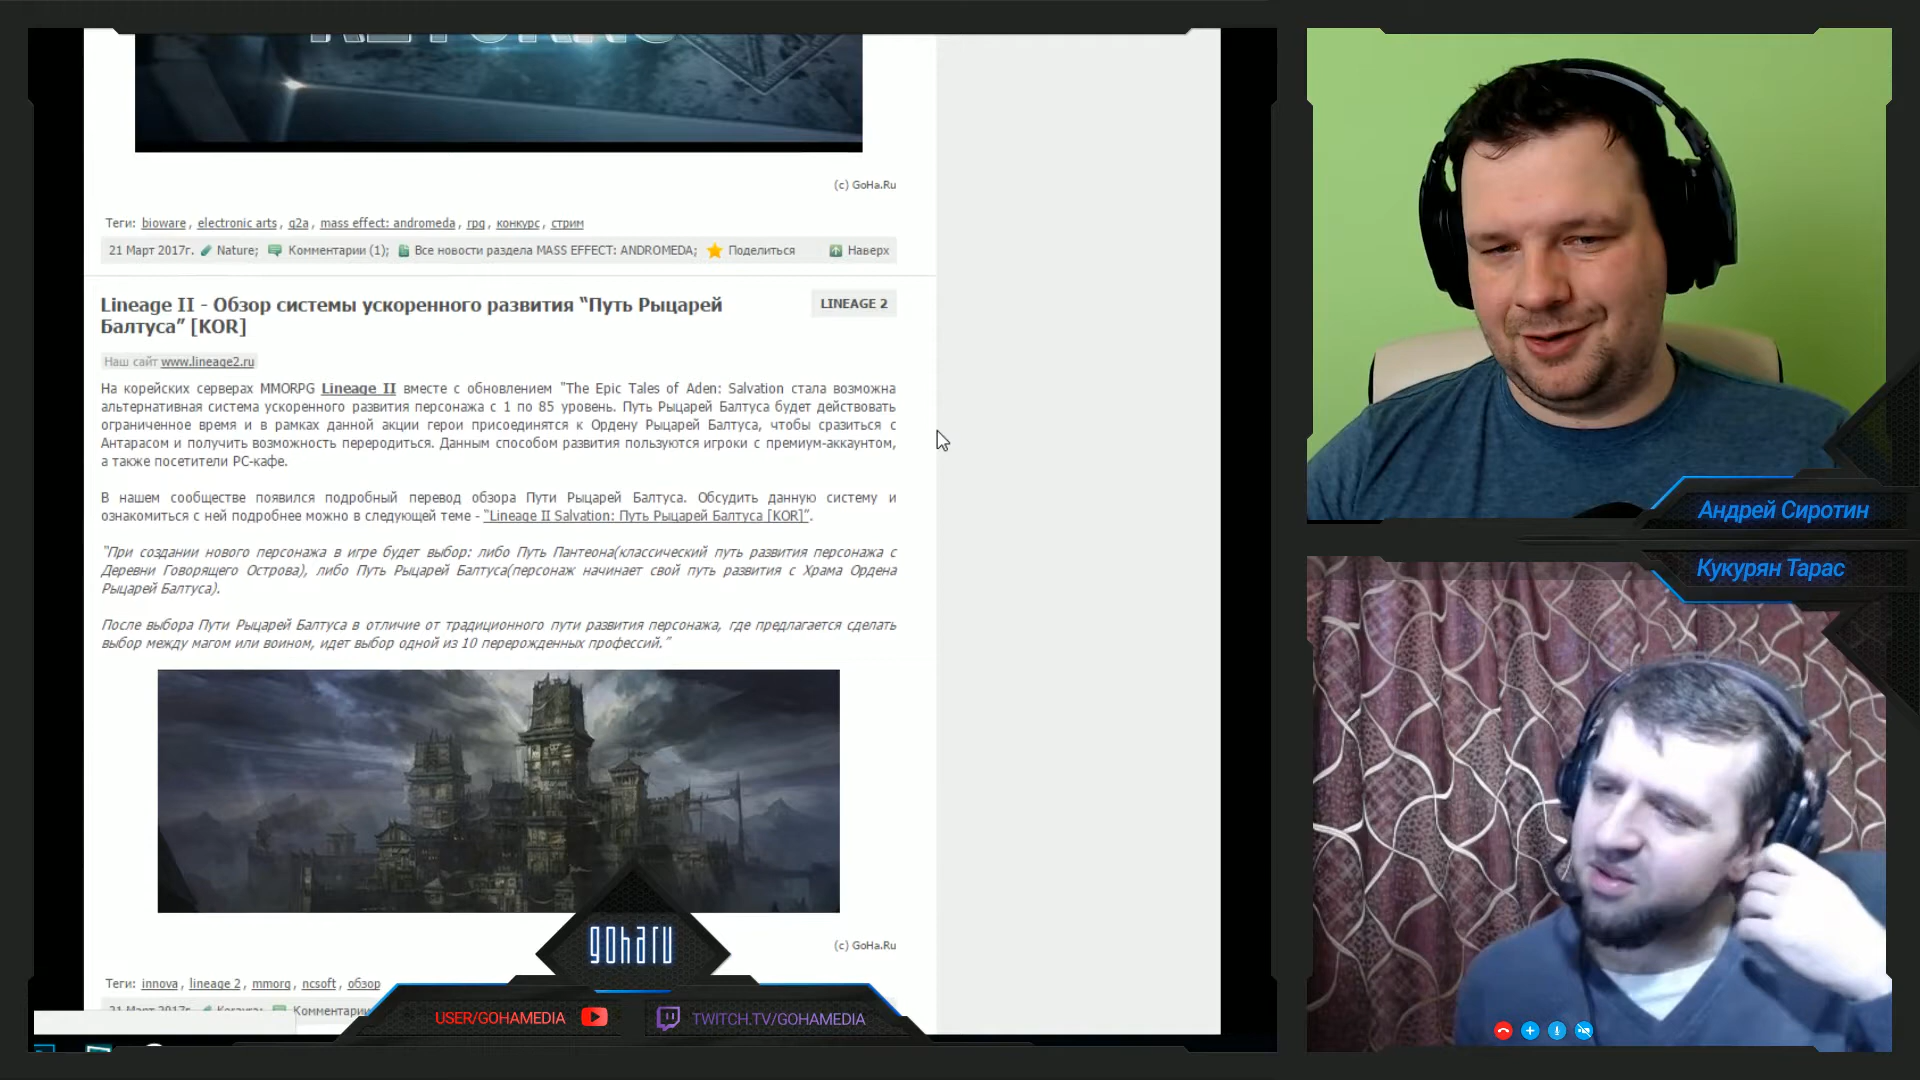 (c) GoHa.Ru
Теги: bioware, electronic arts, g2a, mass effect: andromeda, rpg, конкурс, стрим
21 Март 2017г. Nature; Комментарии (1); Все новости раздела MASS EFFECT: ANDROMEDA; Поделиться Наверх
Lineage II - Обзор системы ускоренного развития “Путь Рыцарей
Балтуса” [KOR]
LINEAGE 2
Наш сайт www.lineage2.ru
На корейских серверах MMORPG Lineage II вместе с обновлением "The Epic Tales of Aden: Salvation стала возможна
альтернативная система ускоренного развития персонажа с 1 по 85 уровень. Путь Рыцарей Балтуса будет действовать
ограниченное время и в рамках данной акции герои присоединятся к Ордену Рыцарей Балтуса, чтобы сразиться с
Антарасом и получить возможность переродиться. Данным способом развития пользуются игроки с премиум-аккаунтом,
а также посетители PC-кафе.
В нашем сообществе появился подробный перевод обзора Пути Рыцарей Балтуса. Обсудить данную систему и
ознакомиться с ней подробнее можно в следующей теме - “Lineage II Salvation: Путь Рыцарей Балтуса [KOR]”.
“При создании нового персонажа в игре будет выбор: либо Путь Пантеона(классический путь развития персонажа с
Деревни Говорящего Острова), либо Путь Рыцарей Балтуса(персонаж начинает свой путь развития с Храма Ордена
Рыцарей Балтуса).
После выбора Пути Рыцарей Балтуса в отличие от традиционного пути развития персонажа, где предлагается сделать
выбор между магом или воином, идет выбор одной из 10 перерожденных профессий.”
(c) GoHa.Ru
Теги: innova, lineage 2, mmorg, ncsoft, обзор
21 Март 2017г. Комментарии
goharu
USER/GOHAMEDIA
TWITCH.TV/GOHAMEDIA
Андрей Сиротин
Кукурян Тарас